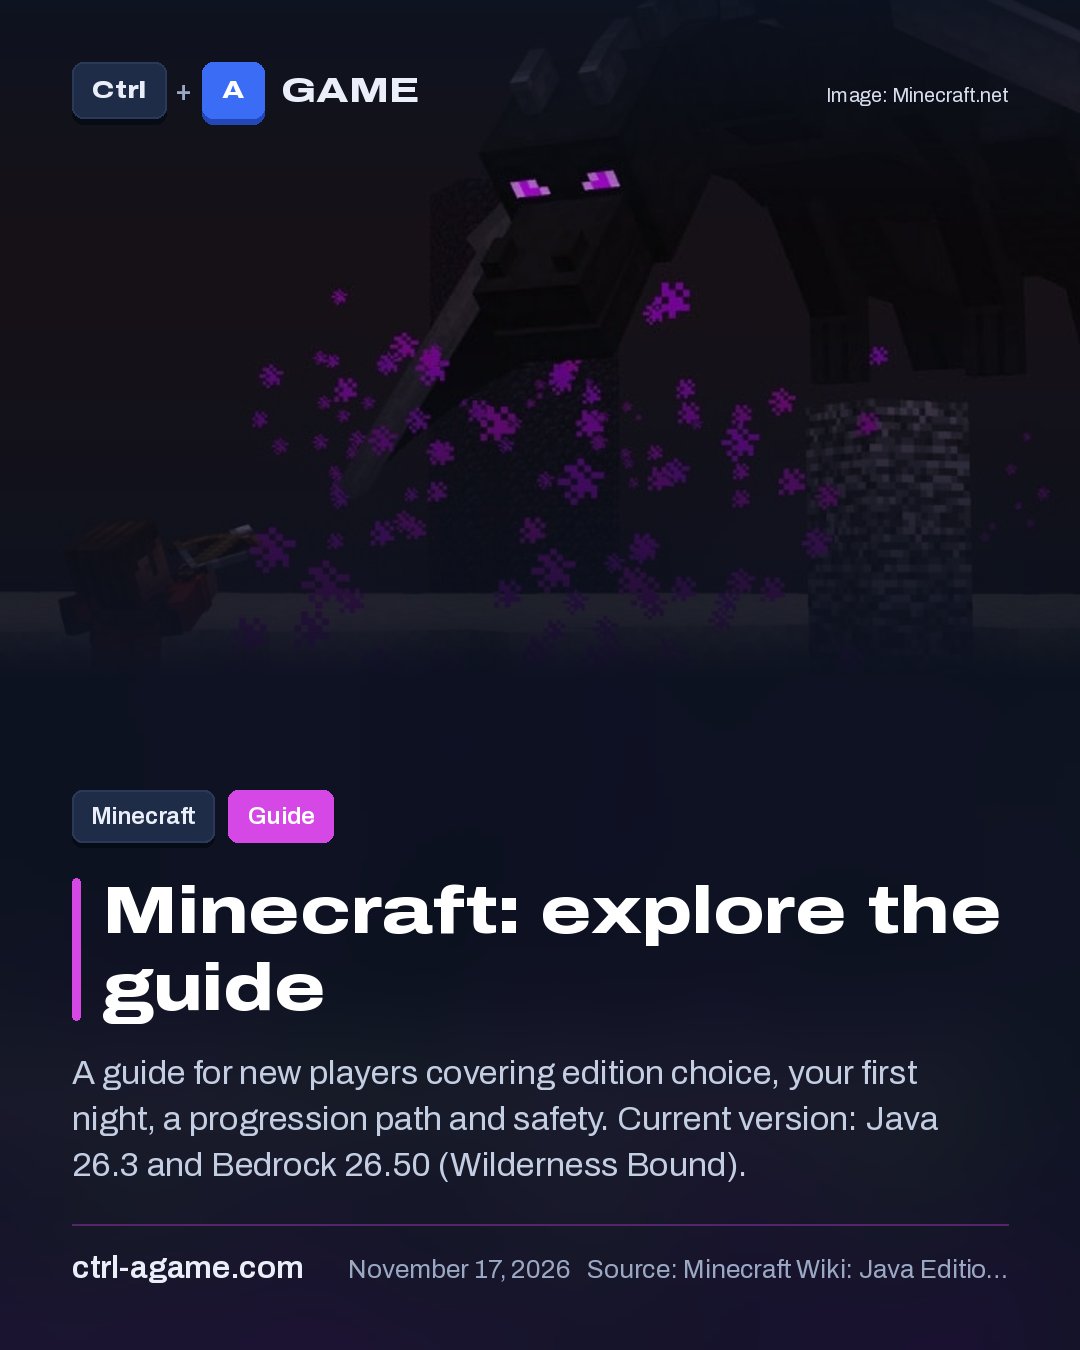 Ctrl + A GAME
Image: Minecraft.net
Minecraft Guide
Minecraft: explore the
guide
A guide for new players covering edition choice, your first
night, a progression path and safety. Current version: Java
26.3 and Bedrock 26.50 (Wilderness Bound).
ctrl-agame.com November 17, 2026 Source: Minecraft Wiki: Java Editio...